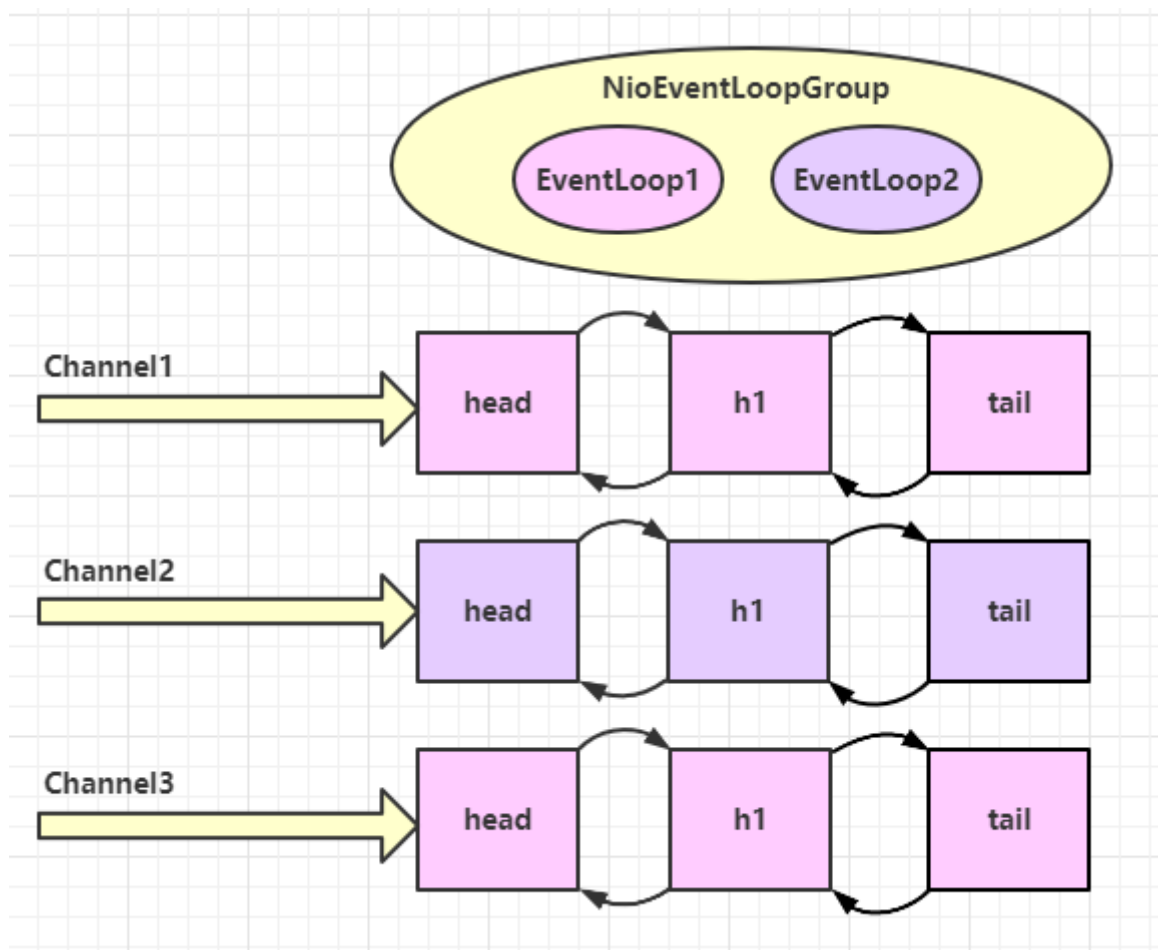 NioEventLoopGroup
EventLoop1 EventLoop2
Channel1
head h1 tail
Channel2
head h1 tail
Channel3
head h1 tail